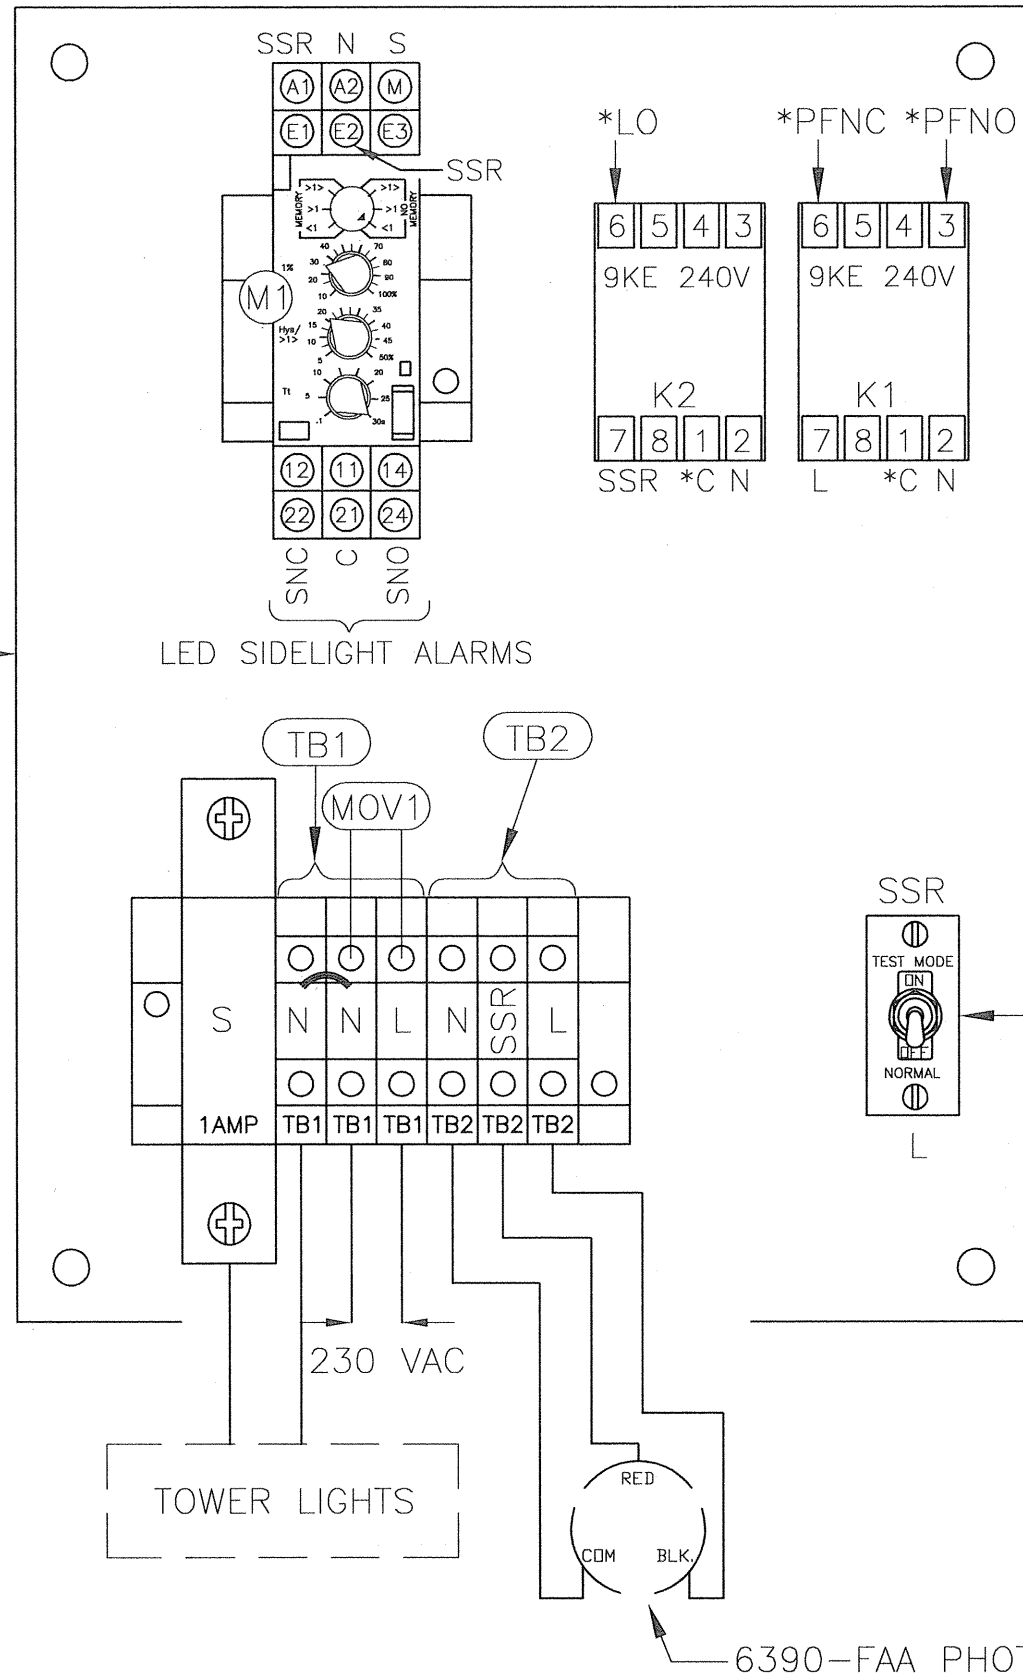 SSR N S
A1 A2 M
E1 E2 E3
SSR
MEMORY >1> >1 <1
>1> >1 <1 NO MEMORY
1%
10 20 30 40 70 80 90 100%
M1
Hys/
>1>
5 10 15 20 35 40 45 50%
Tt
.1 5 10 20 25 30s
12 11 14
22 21 24
SNC C SNO
LED SIDELIGHT ALARMS
*LO
6 5 4 3
9KE 240V
K2
7 8 1 2
SSR *C N
*PFNC *PFNO
6 5 4 3
9KE 240V
K1
7 8 1 2
L *C N
TB1 TB2
MOV1
S N N L N SSR L
1AMP TB1 TB1 TB1 TB2 TB2 TB2
SSR
TEST MODE
ON
OFF
NORMAL
L
230 VAC
TOWER LIGHTS
RED
COM BLK.
6390-FAA PHOT